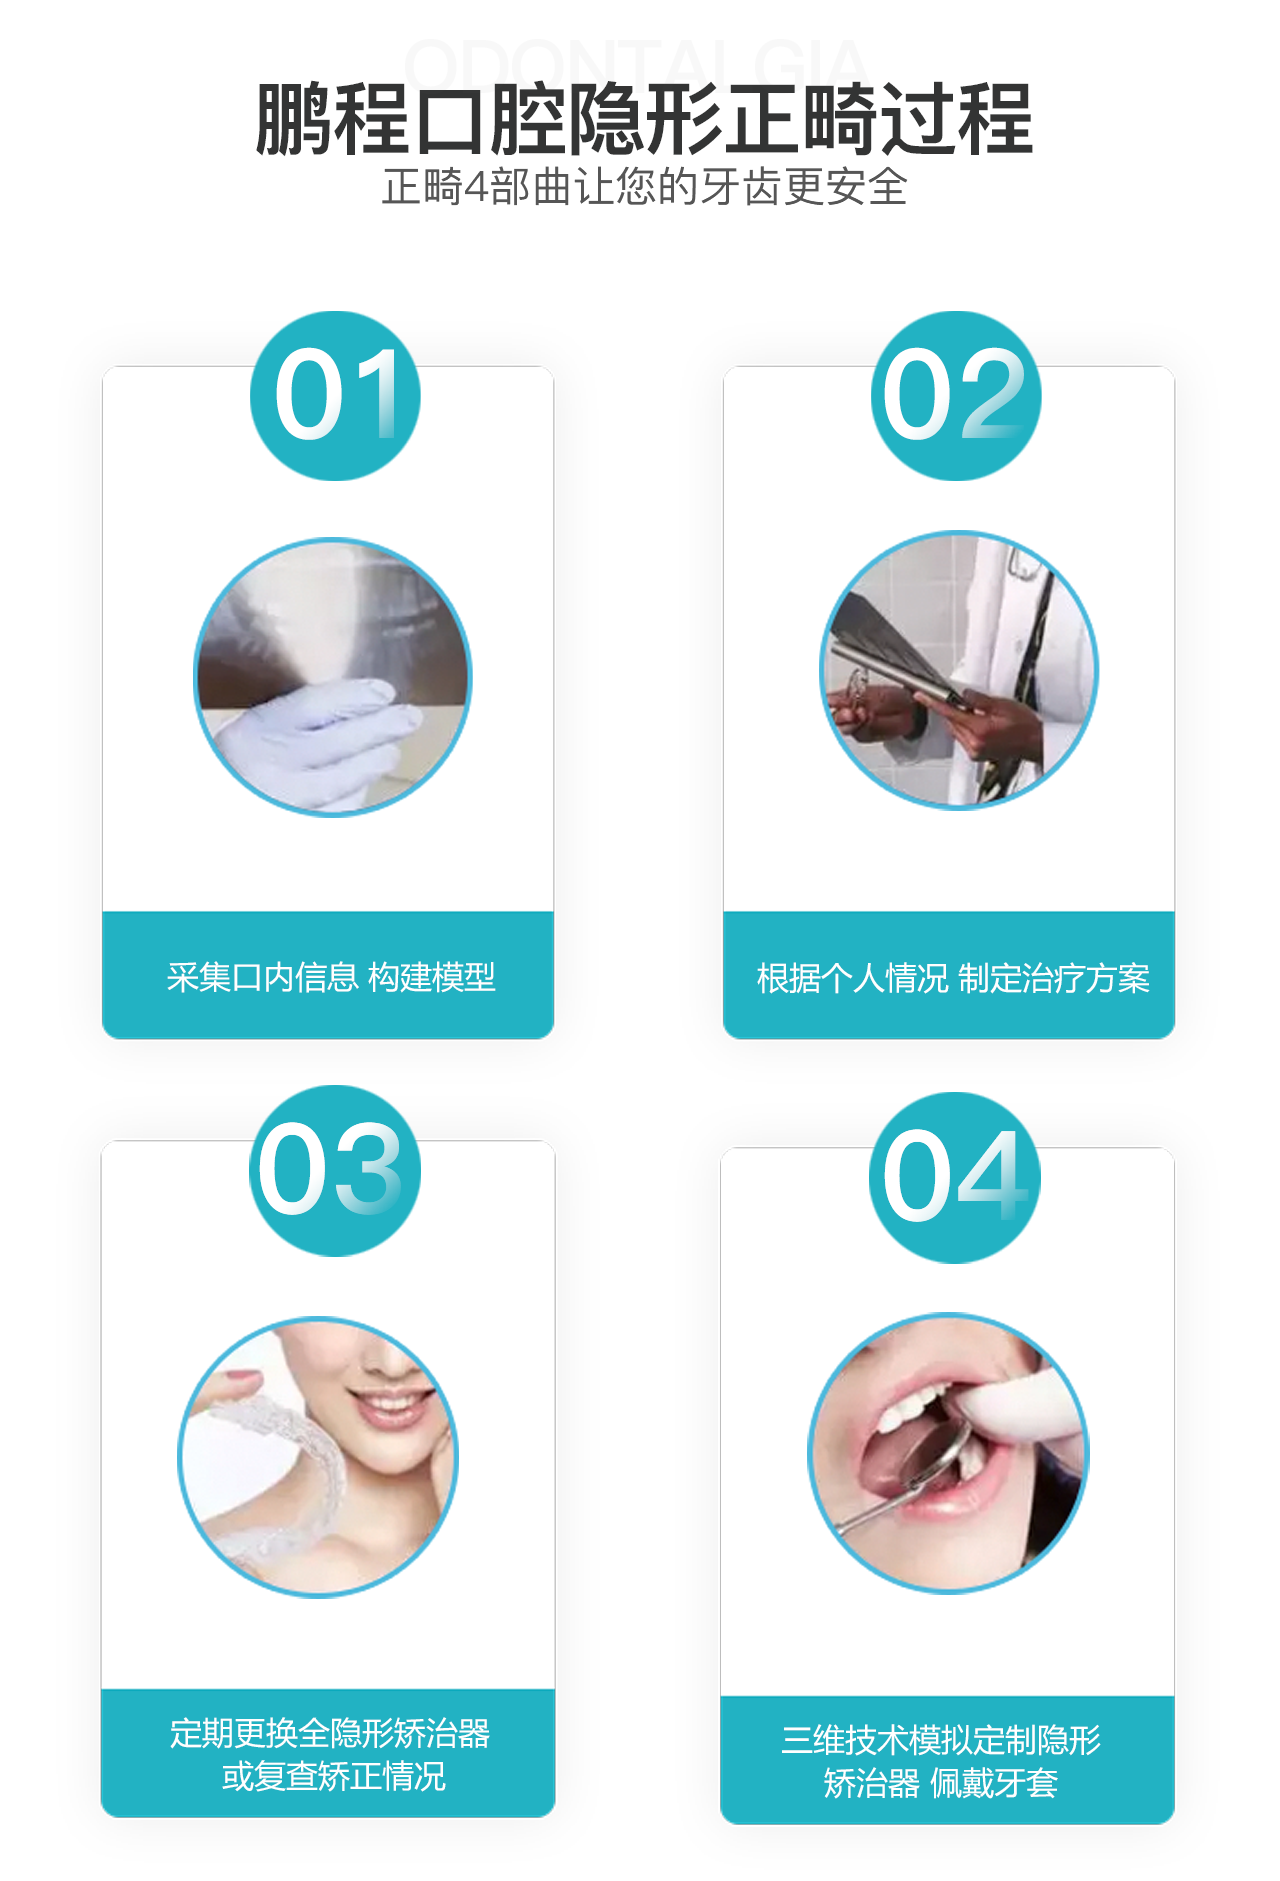 ODONTALGIA
鹏程口腔隐形正畸过程
正畸4部曲让您的牙齿更安全
01
采集口内信息 构建模型
02
根据个人情况 制定治疗方案
03
定期更换全隐形矫治器
或复查矫正情况
04
三维技术模拟定制隐形
矫治器 佩戴牙套